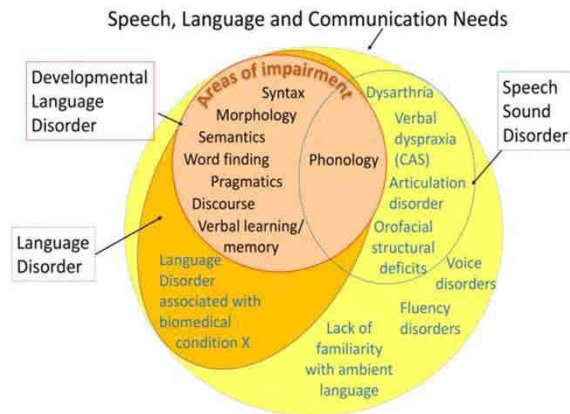 Speech, Language and Communication Needs
Developmental
Language
Disorder
Areas of impairment
Syntax
Morphology
Semantics
Word finding
Pragmatics
Discourse
Verbal learning/
memory
Phonology
Dysarthria
Verbal
dyspraxia
(CAS)
Articulation
disorder
Orofacial
structural
deficits
Speech
Sound
Disorder
Language
Disorder
Language
Disorder
associated with
biomedical
condition X
Voice
disorders
Fluency
disorders
Lack of
familiarity
with ambient
language